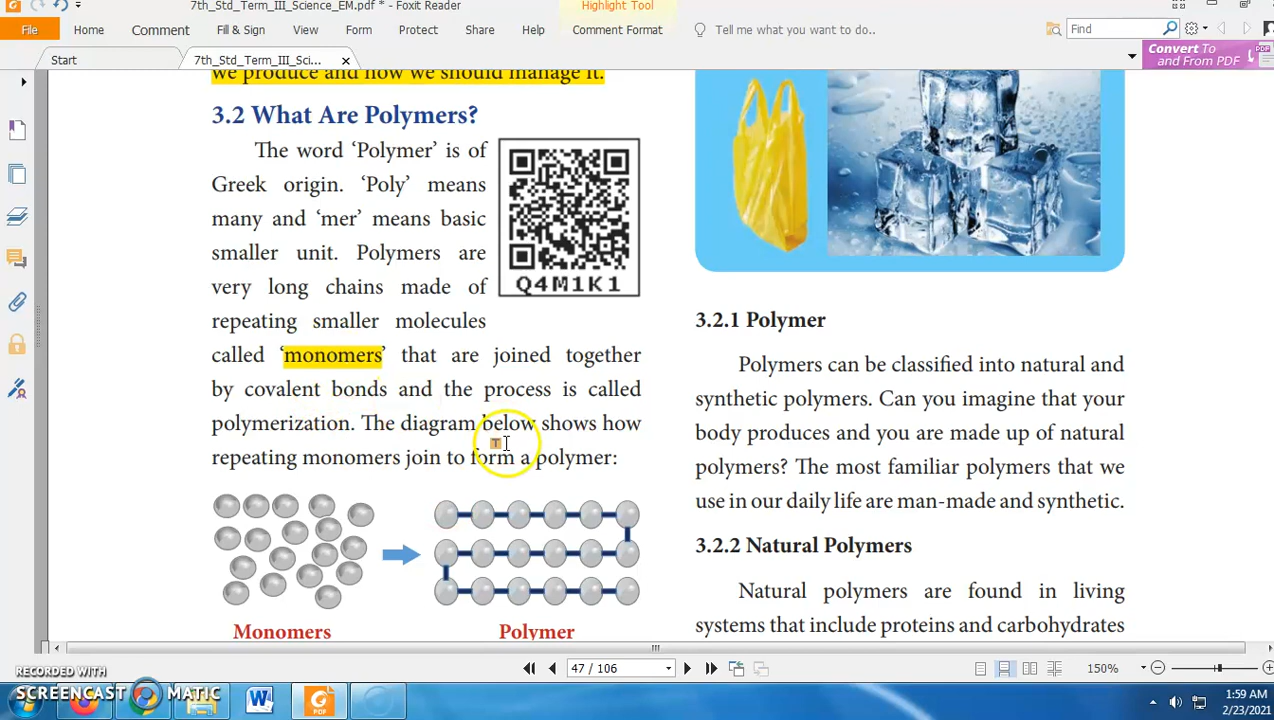 7th_Std_Term_III_Science_EM.pdf * - Foxit Reader
Highlight Tool
File Home Comment Fill & Sign View Form Protect Share Help Comment Format Tell me what you want to do.. Find
Start 7th_Std_Term_III_Sci... Convert To
and From PDF
we produce and how we should manage it.
3.2 What Are Polymers?
The word ‘Polymer’ is of
Greek origin. ‘Poly’ means
many and ‘mer’ means basic
smaller unit. Polymers are
very long chains made of
repeating smaller molecules
called ‘monomers’ that are joined together
by covalent bonds and the process is called
polymerization. The diagram below shows how
repeating monomers join to form a polymer:
Q4M1K1
Monomers Polymer
3.2.1 Polymer
Polymers can be classified into natural and
synthetic polymers. Can you imagine that your
body produces and you are made up of natural
polymers? The most familiar polymers that we
use in our daily life are man-made and synthetic.
3.2.2 Natural Polymers
Natural polymers are found in living
systems that include proteins and carbohydrates
47 / 106 150%
RECORDED WITH
SCREENCAST MATIC
1:59 AM
2/23/2021